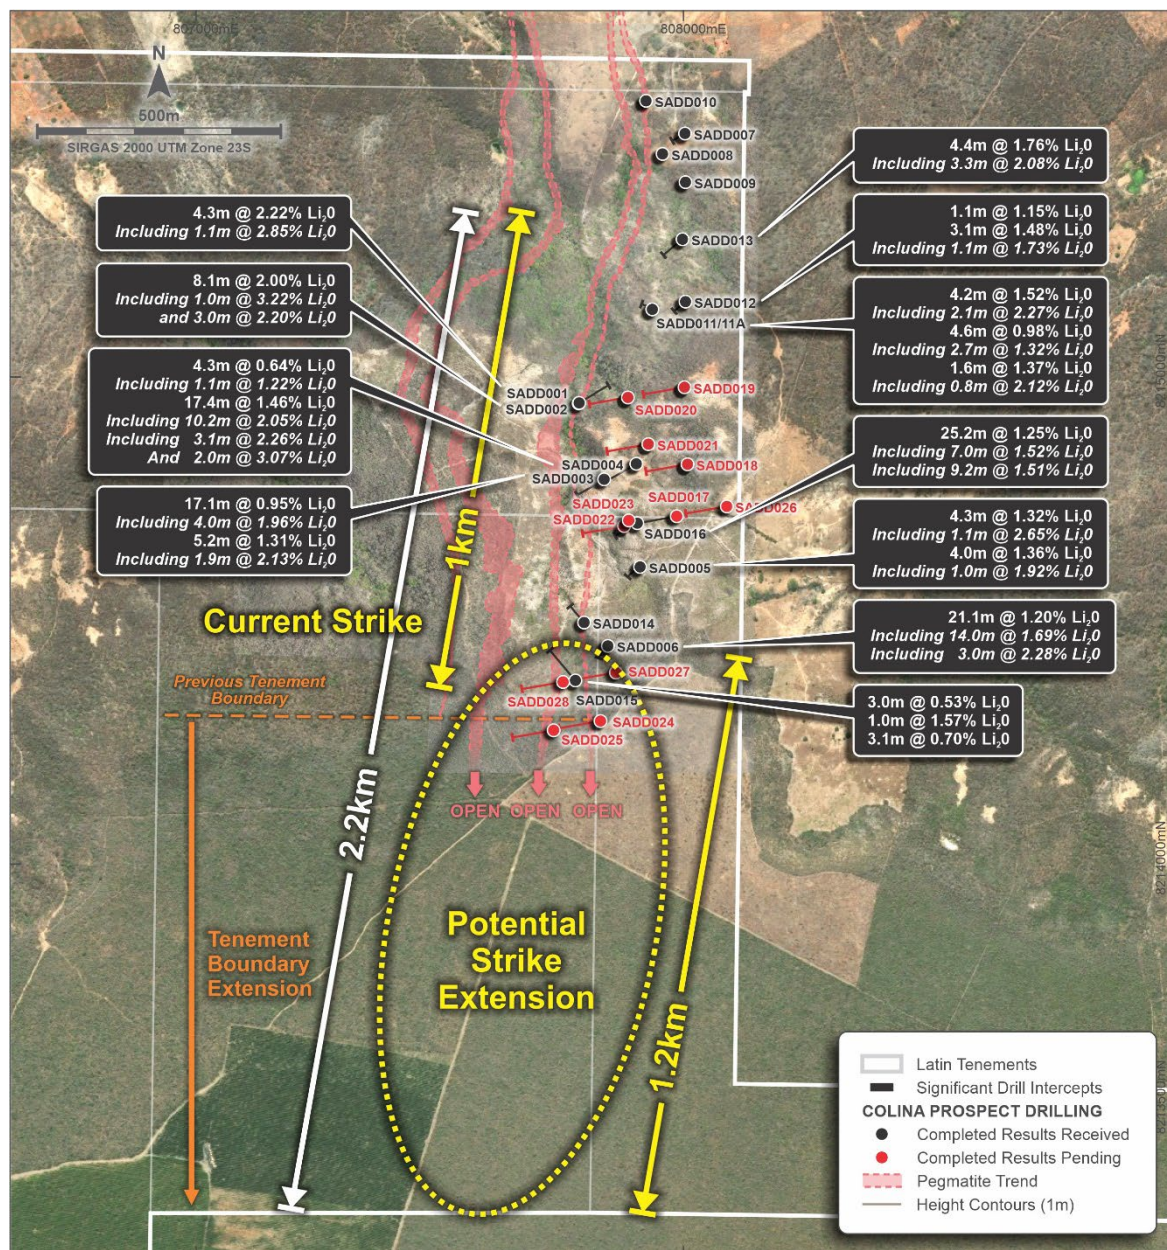 807000mE
808000mE
N
500m
SIRGAS 2000 UTM Zone 23S
SADD010
SADD007
SADD008
SADD009
SADD013
SADD012
SADD011/11A
4.4m @ 1.76% Li₂0
Including 3.3m @ 2.08% Li₂0
1.1m @ 1.15% Li₂0
3.1m @ 1.48% Li₂0
Including 1.1m @ 1.73% Li₂0
4.2m @ 1.52% Li₂0
Including 2.1m @ 2.27% Li₂0
4.6m @ 0.98% Li₂0
Including 2.7m @ 1.32% Li₂0
1.6m @ 1.37% Li₂0
Including 0.8m @ 2.12% Li₂0
4.3m @ 2.22% Li₂0
Including 1.1m @ 2.85% Li₂0
8.1m @ 2.00% Li₂0
Including 1.0m @ 3.22% Li₂0
and 3.0m @ 2.20% Li₂0
4.3m @ 0.64% Li₂0
Including 1.1m @ 1.22% Li₂0
17.4m @ 1.46% Li₂0
Including 10.2m @ 2.05% Li₂0
Including 3.1m @ 2.26% Li₂0
And 2.0m @ 3.07% Li₂0
17.1m @ 0.95% Li₂0
Including 4.0m @ 1.96% Li₂0
5.2m @ 1.31% Li₂0
Including 1.9m @ 2.13% Li₂0
SADD001
SADD002
SADD019
SADD020
SADD021
SADD004
SADD018
SADD003
SADD023
SADD017
SADD026
SADD022
SADD016
SADD005
SADD014
SADD006
SADD027
SADD028
SADD015
SADD024
SADD025
25.2m @ 1.25% Li₂0
Including 7.0m @ 1.52% Li₂0
Including 9.2m @ 1.51% Li₂0
4.3m @ 1.32% Li₂0
Including 1.1m @ 2.65% Li₂0
4.0m @ 1.36% Li₂0
Including 1.0m @ 1.92% Li₂0
21.1m @ 1.20% Li₂0
Including 14.0m @ 1.69% Li₂0
Including 3.0m @ 2.28% Li₂0
3.0m @ 0.53% Li₂0
1.0m @ 1.57% Li₂0
3.1m @ 0.70% Li₂0
1km
Current Strike
Previous Tenement
Boundary
2.2km
OPEN OPEN OPEN
8214000mN
Tenement
Boundary
Extension
Potential
Strike
Extension
1.2km
Latin Tenements
Significant Drill Intercepts
COLINA PROSPECT DRILLING
Completed Results Received
Completed Results Pending
Pegmatite Trend
Height Contours (1m)